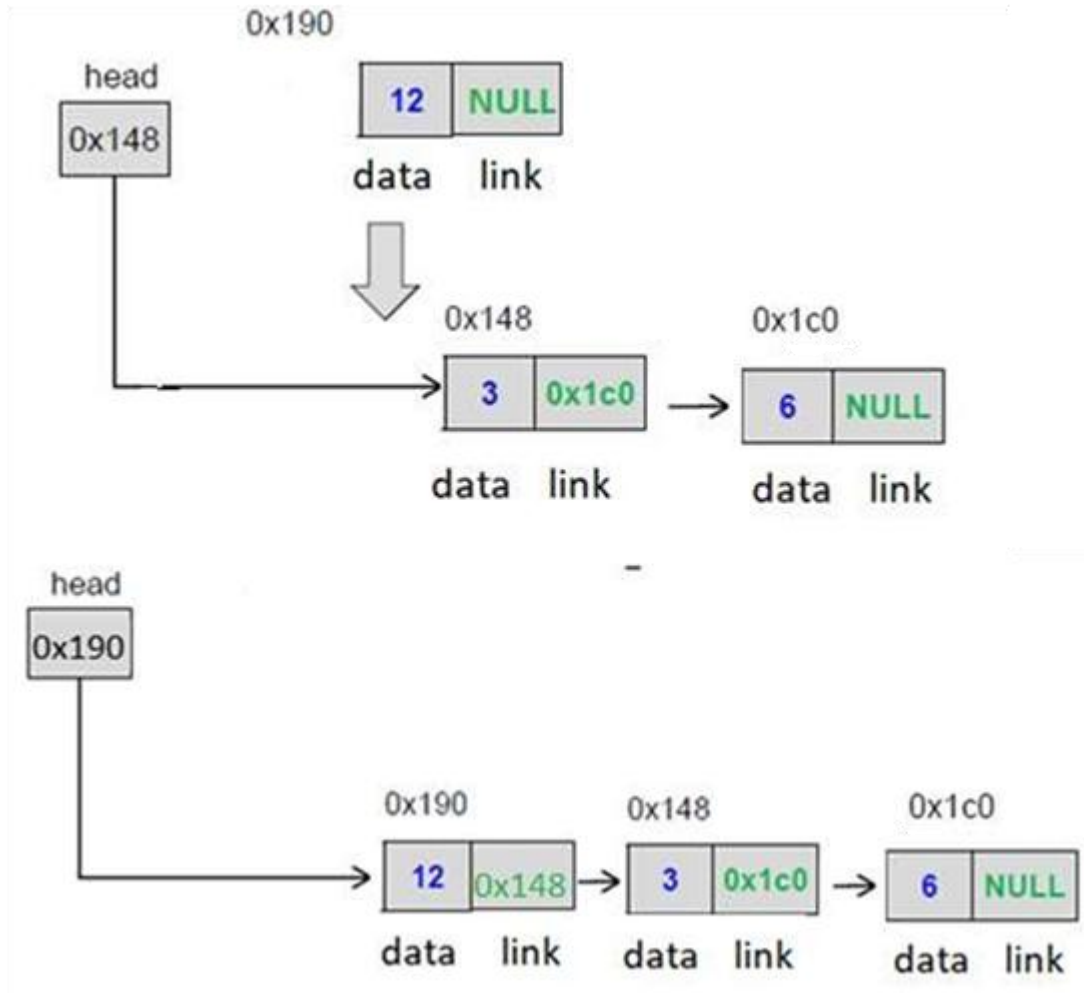 0x190
head
12 NULL
0x148
data link
0x148 0x1c0
3 0x1c0
6 NULL
data link
data link
head
0x190
0x190 0x148 0x1c0
12 0x148 3 0x1c0 6 NULL
data link data link data link